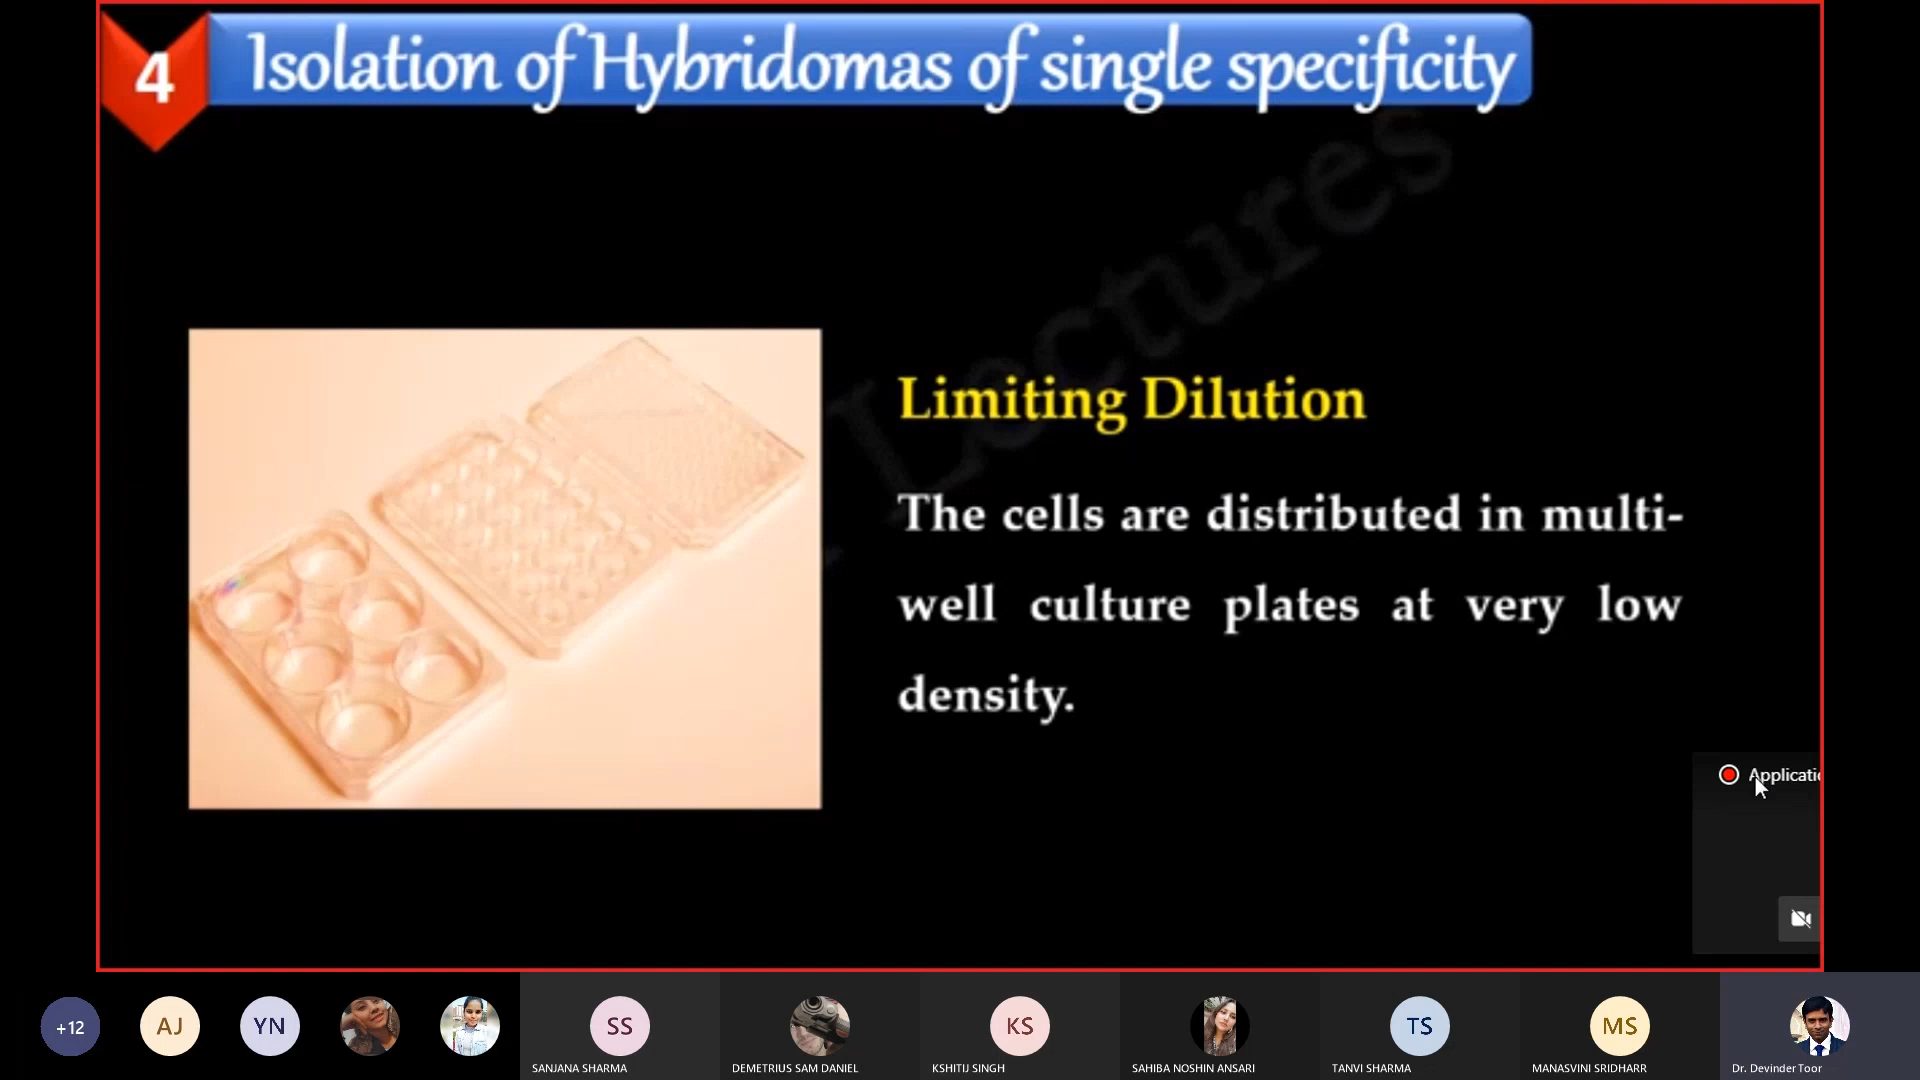 4
Isolation of Hybridomas of single specificity
Lectures
Limiting Dilution
The cells are distributed in multi-
well culture plates at very low
density.
Applicati
+12
AJ
YN
SS
KS
TS
MS
SANJANA SHARMA
DEMETRIUS SAM DANIEL
KSHITIJ SINGH
SAHIBA NOSHIN ANSARI
TANVI SHARMA
MANASVINI SRIDHARR
Dr. Devinder Toor